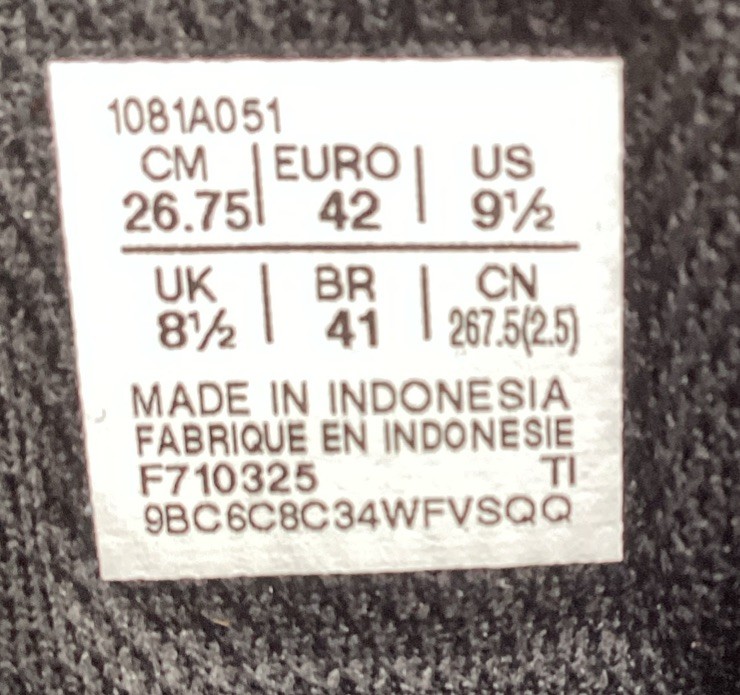 1081A051
CM | EURO | US
26.75 | 42 | 9½
UK | BR | CN
8½ | 41 | 267.5(2.5)
MADE IN INDONESIA
FABRIQUE EN INDONESIE
F710325 TI
9BC6C8C34WFVSQQ